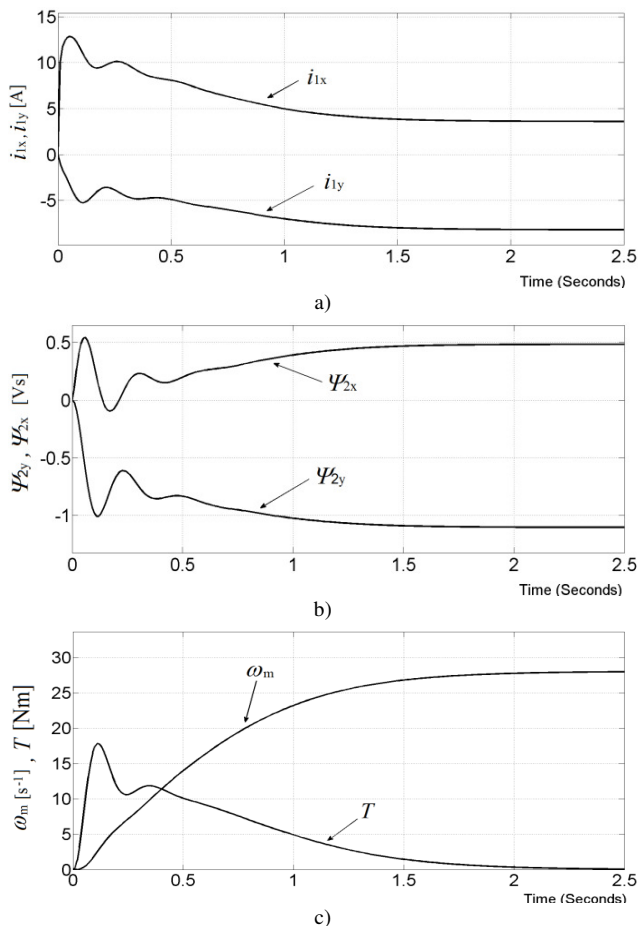 15
10
5
0
-5
i1x, i1y [A]
i1x
i1y
0 0.5 1 1.5 2 2.5
Time (Seconds)
a)
0.5
0
-0.5
-1
Ψ2y , Ψ2x [Vs]
Ψ2x
Ψ2y
0 0.5 1 1.5 2 2.5
Time (Seconds)
b)
30
25
20
15
10
5
0
ωm [s-1] , T [Nm]
ωm
T
0 0.5 1 1.5 2 2.5
Time (Seconds)
c)